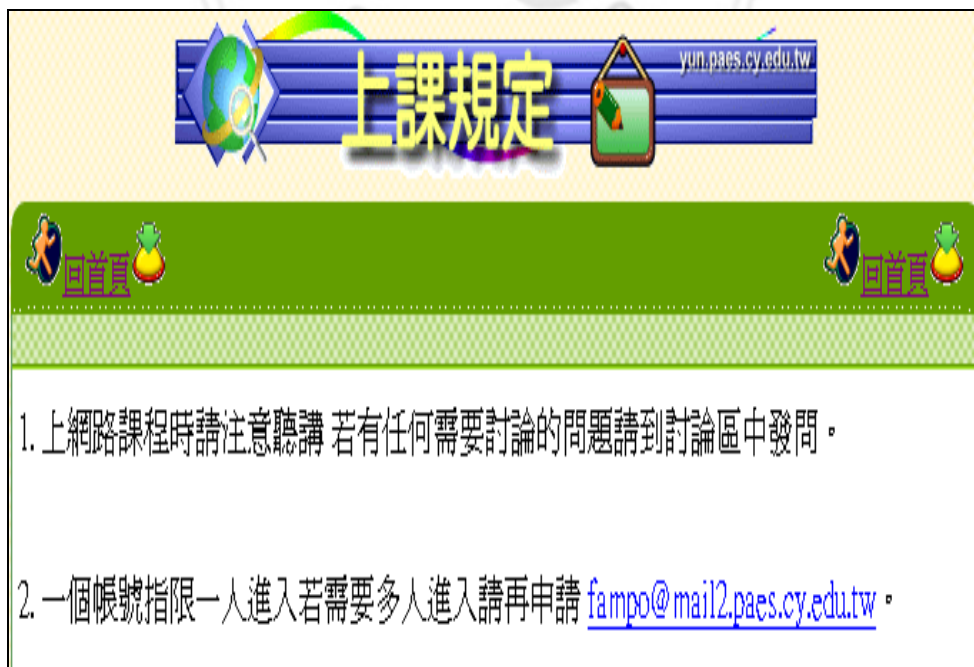 上課規定
yun.paes.cy.edu.tw
回首頁 回首頁
1. 上網路課程時請注意聽講 若有任何需要討論的問題請到討論區中發問。
2. 一個帳號指限一人進入若需要多人進入請再申請 fampo@mail2.paes.cy.edu.tw。